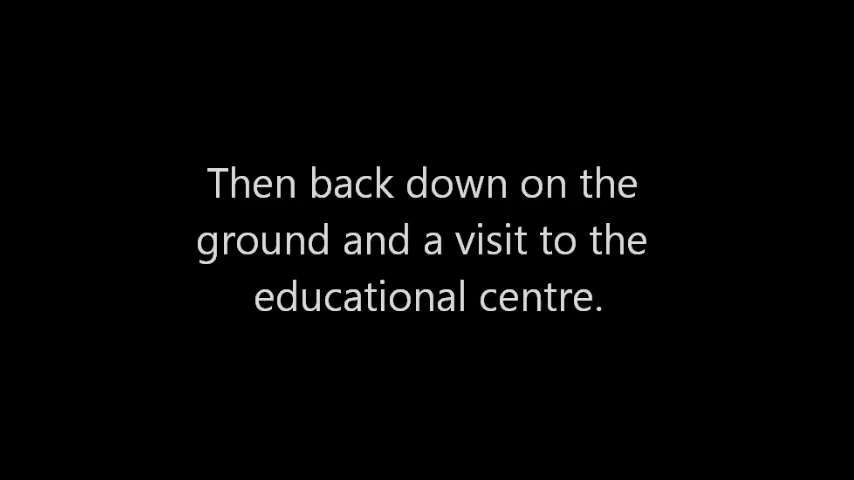 Then back down on the
ground and a visit to the
educational centre.